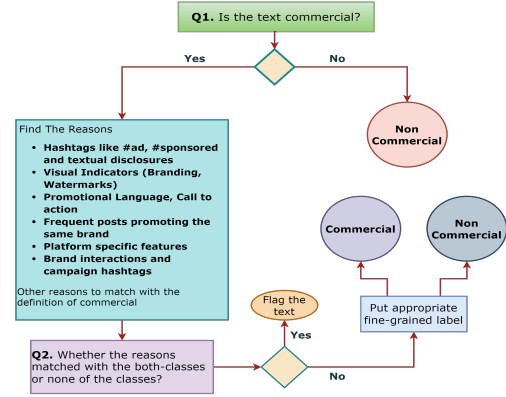 Q1. Is the text commercial?
Yes
No
Find The Reasons
• Hashtags like #ad, #sponsored
and textual disclosures
• Visual Indicators (Branding,
Watermarks)
• Promotional Language, Call to
action
• Frequent posts promoting the
same brand
• Platform specific features
• Brand interactions and
campaign hashtags
Other reasons to match with the
definition of commercial
Non
Commercial
Commercial
Non
Commercial
Flag the
text
Put appropriate
fine-grained label
Yes
Q2. Whether the reasons
matched with the both-classes
or none of the classes?
No